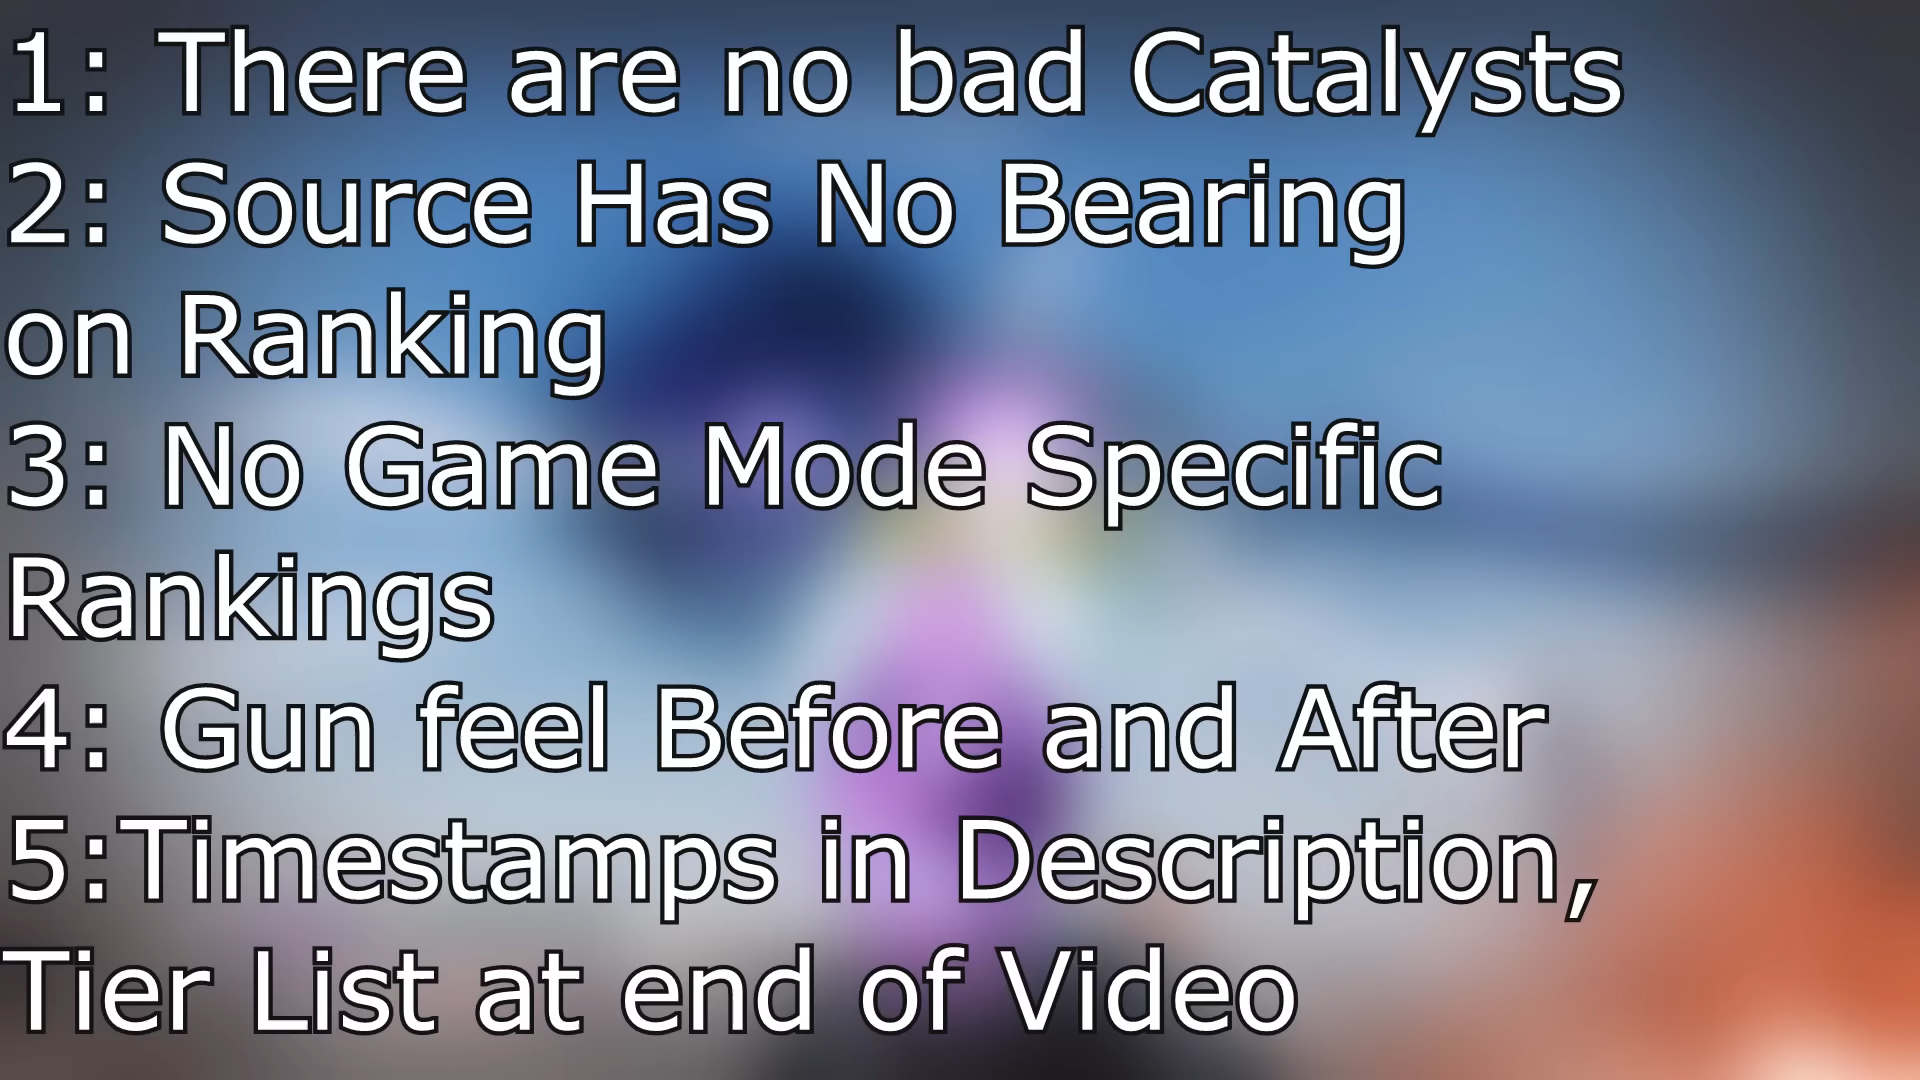 1: There are no bad Catalysts
2: Source Has No Bearing
on Ranking
3: No Game Mode Specific
Rankings
4: Gun feel Before and After
5:Timestamps in Description,
Tier List at end of Video